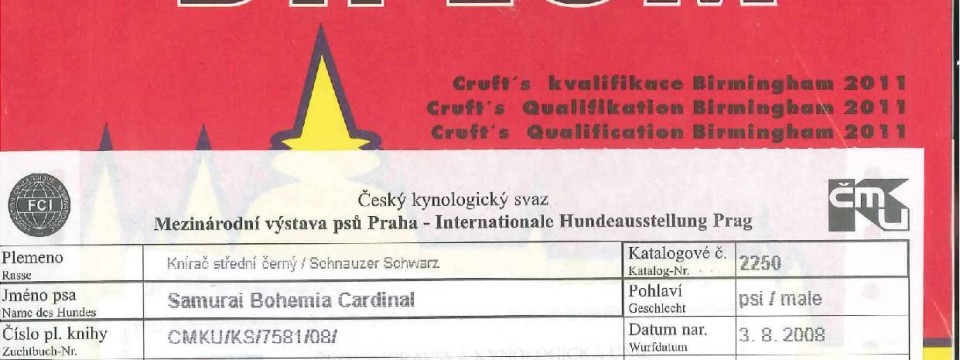 DIPLOM
Cruft´s kvalifikace Birmingham 2011
Cruft´s Qualifikation Birmingham 2011
Cruft´s Qualification Birmingham 2011
FCI
Český kynologický svaz
Mezinárodní výstava psů Praha - Internationale Hundeausstellung Prag
čmKU
Plemeno
Rasse
Knírač střední černý / Schnauzer Schwarz
Katalogové č.
Katalog-Nr.
2250
Jméno psa
Name des Hundes
Samurai Bohemia Cardinal
Pohlaví
Geschlecht
psi / male
Číslo pl. knihy
Zuchtbuch-Nr.
CMKU/KS/7581/08/
Datum nar.
Wurfdatum
3. 8. 2008